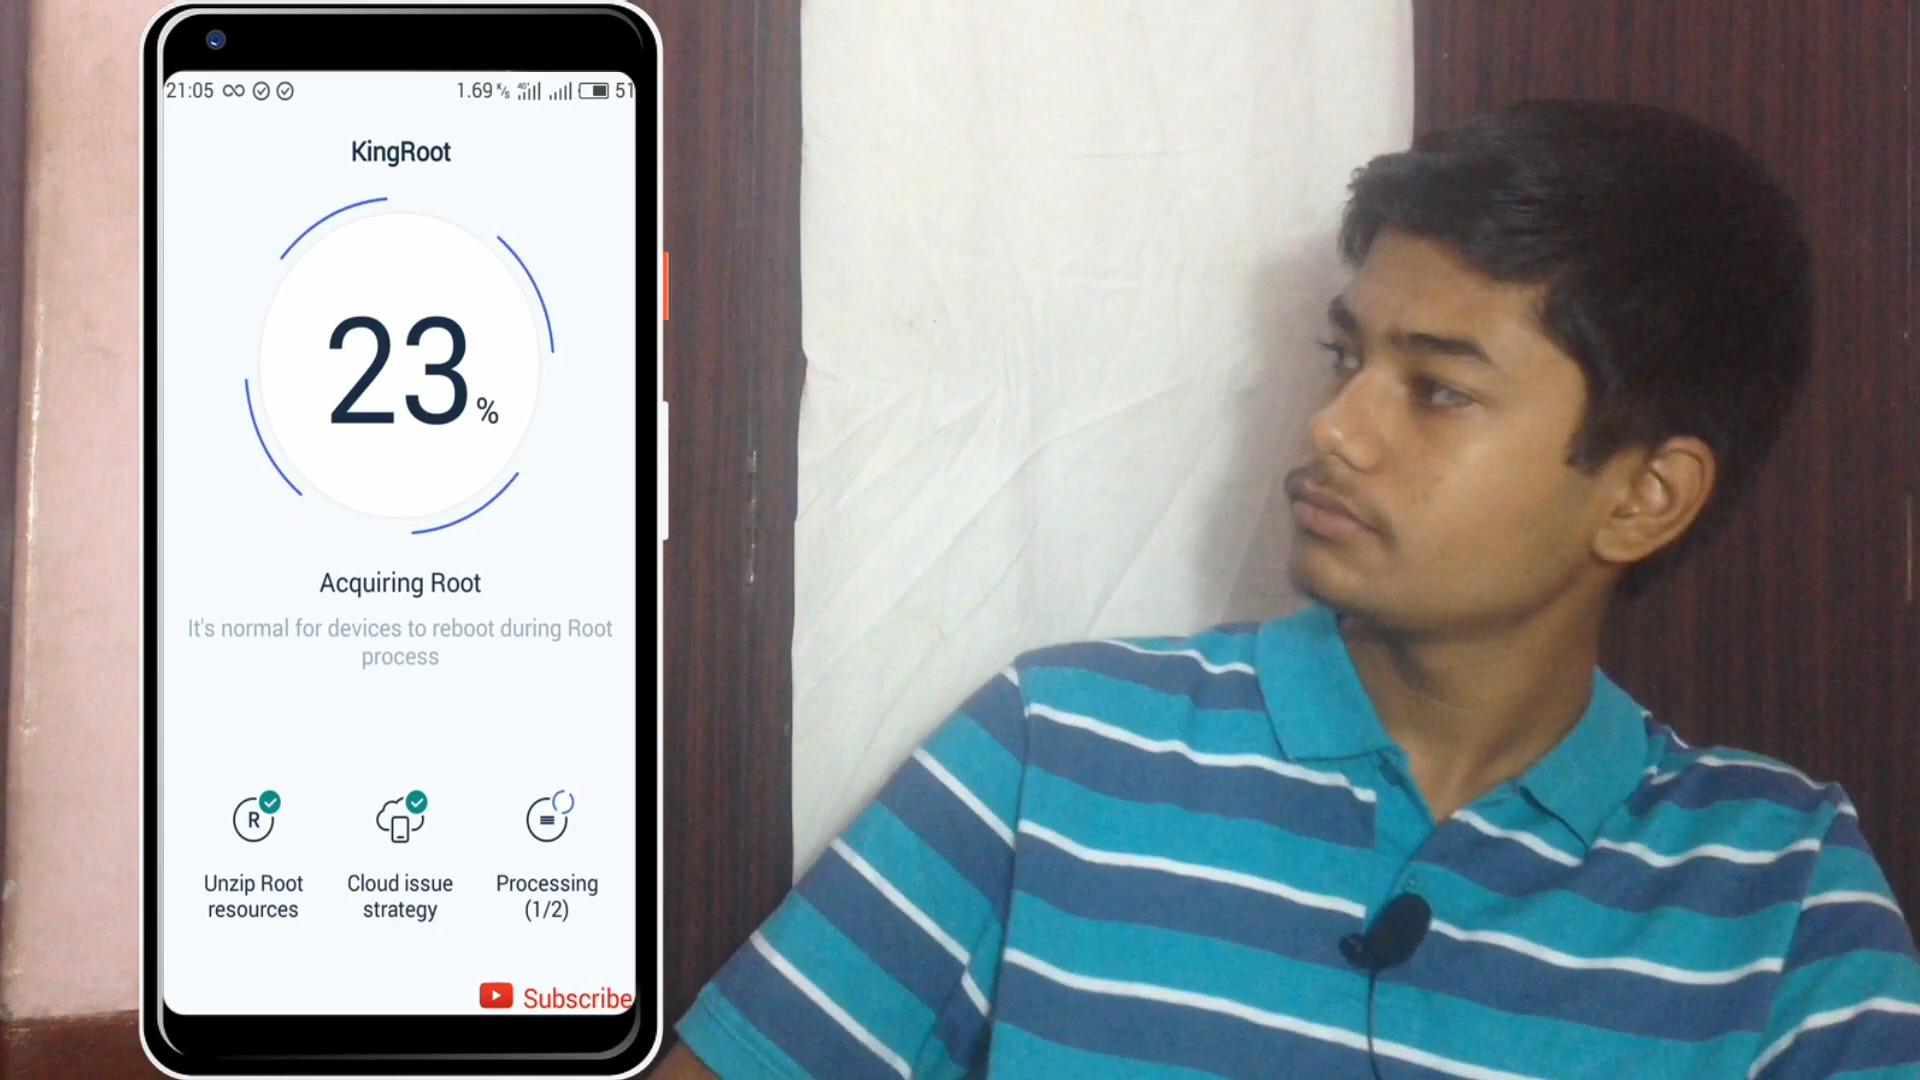 21:05
1.69 K/s 4G+ 51
KingRoot
23 %
Acquiring Root
It's normal for devices to reboot during Root
process
R
Unzip Root
resources
Cloud issue
strategy
Processing
(1/2)
Subscribe